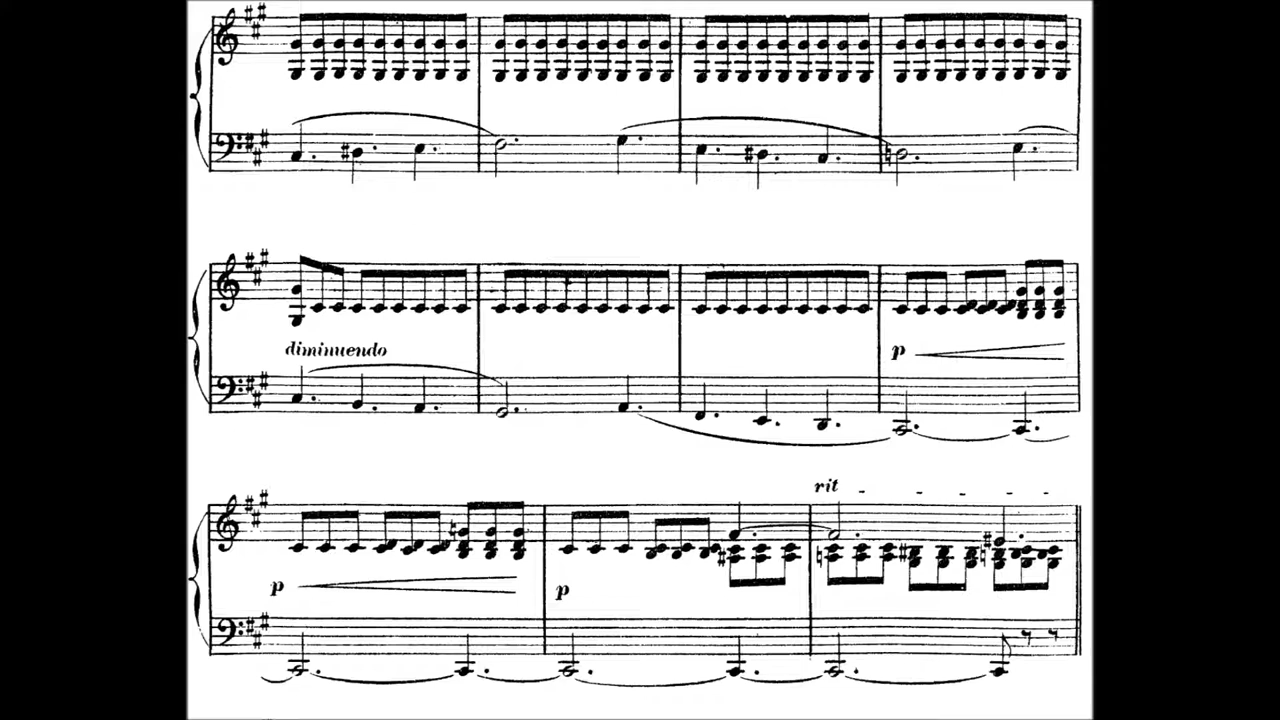 diminuendo
p
rit - - - - -
p
p